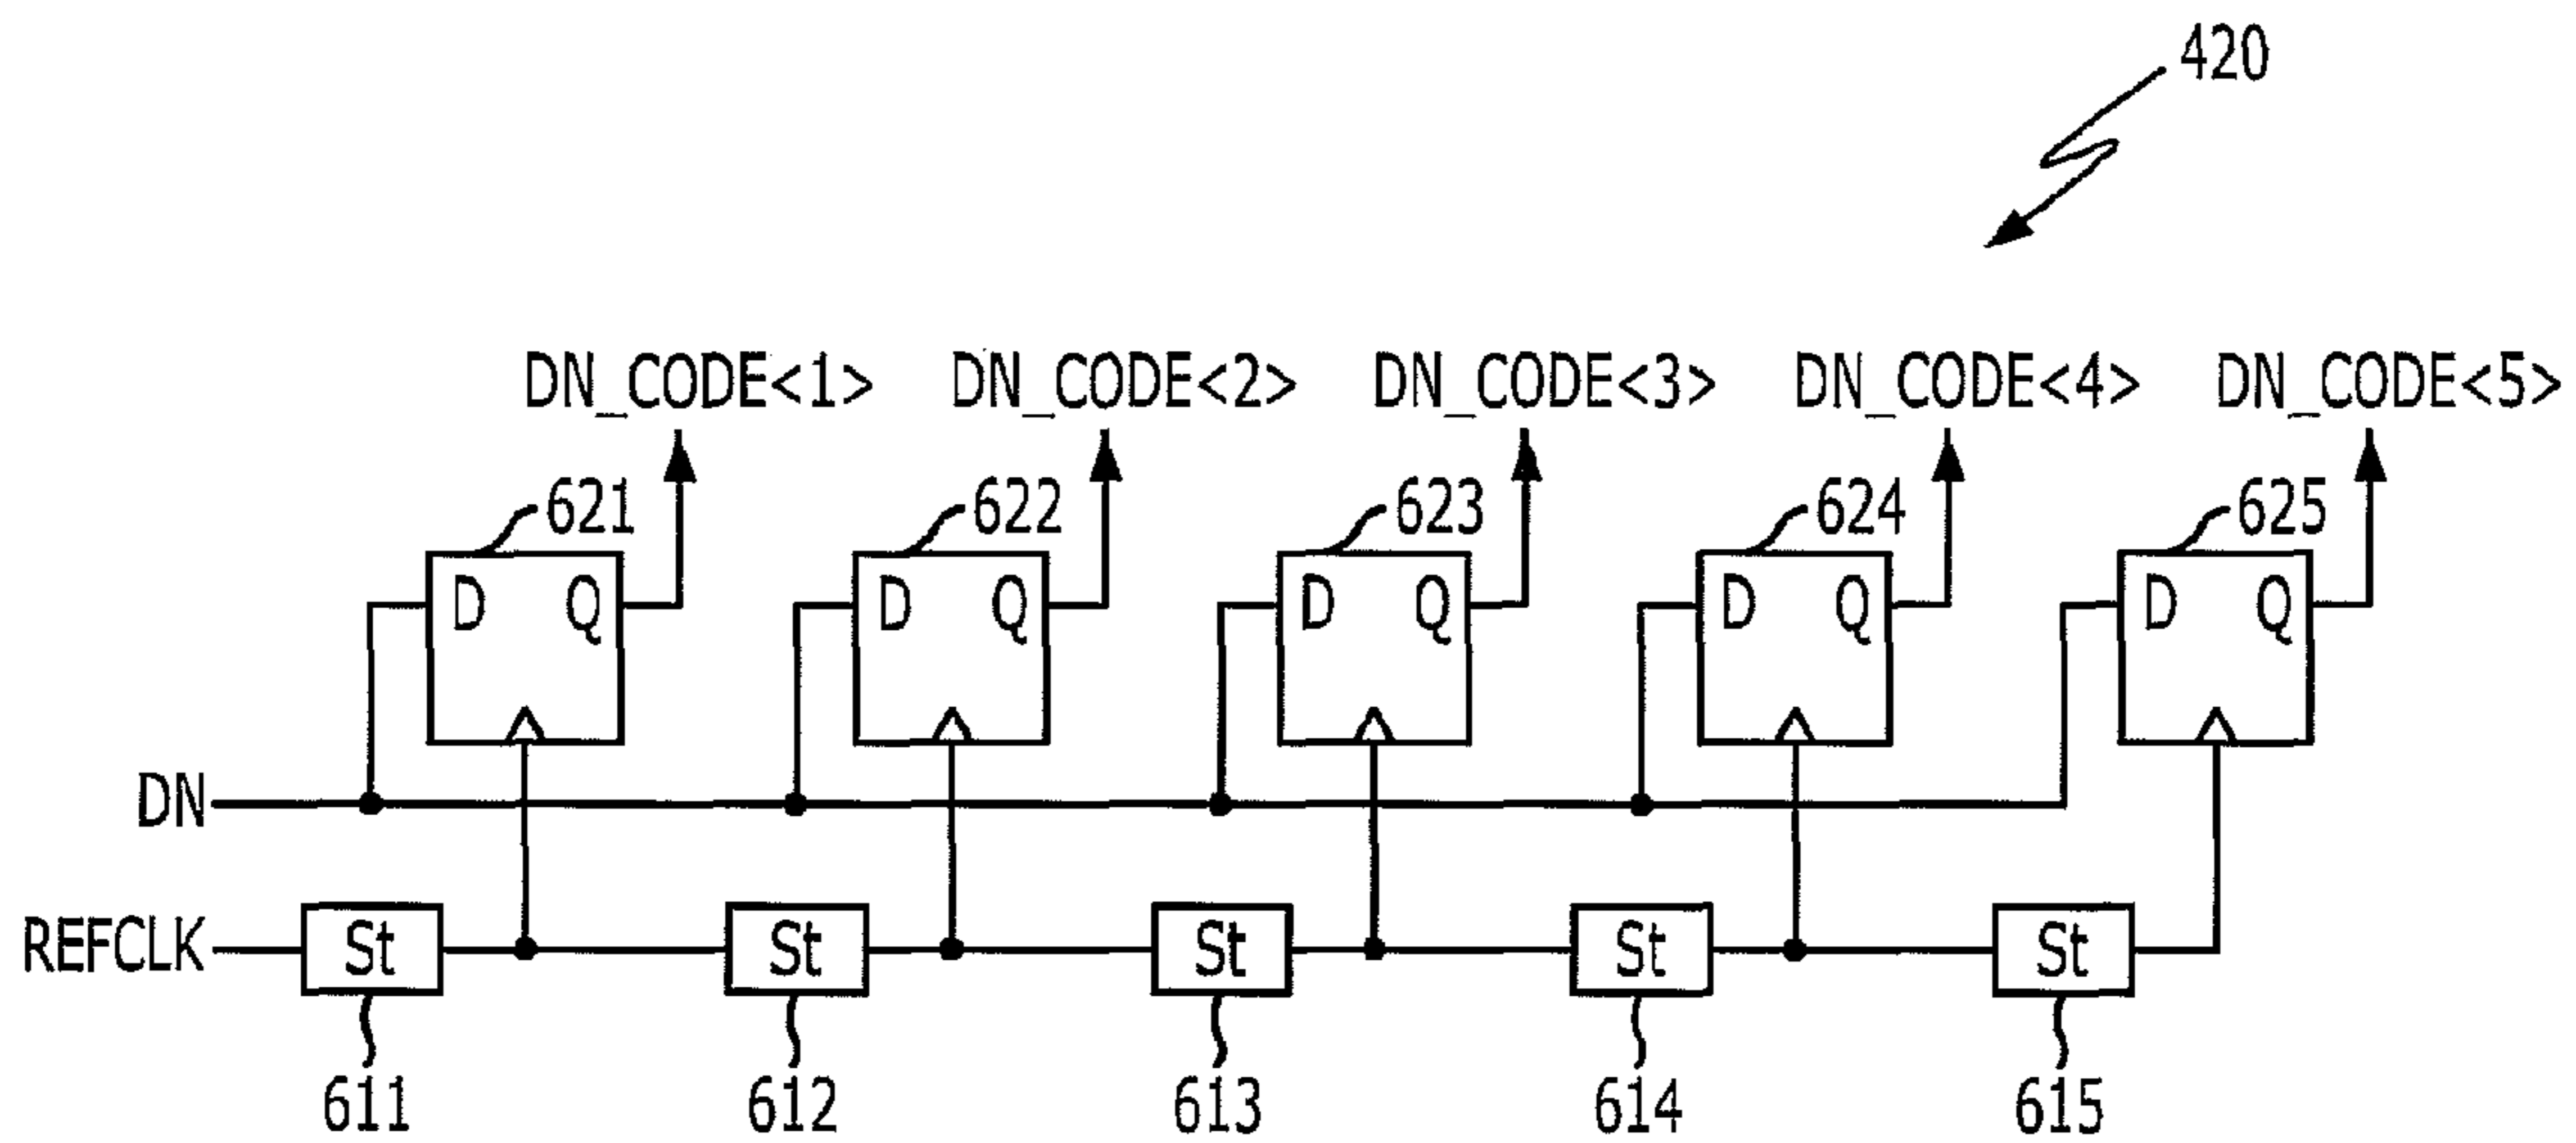 420
DN_CODE<1> DN_CODE<2> DN_CODE<3> DN_CODE<4> DN_CODE<5>
621 622 623 624 625
D Q D Q D Q D Q D Q
DN
REFCLK St St St St St
611 612 613 614 615